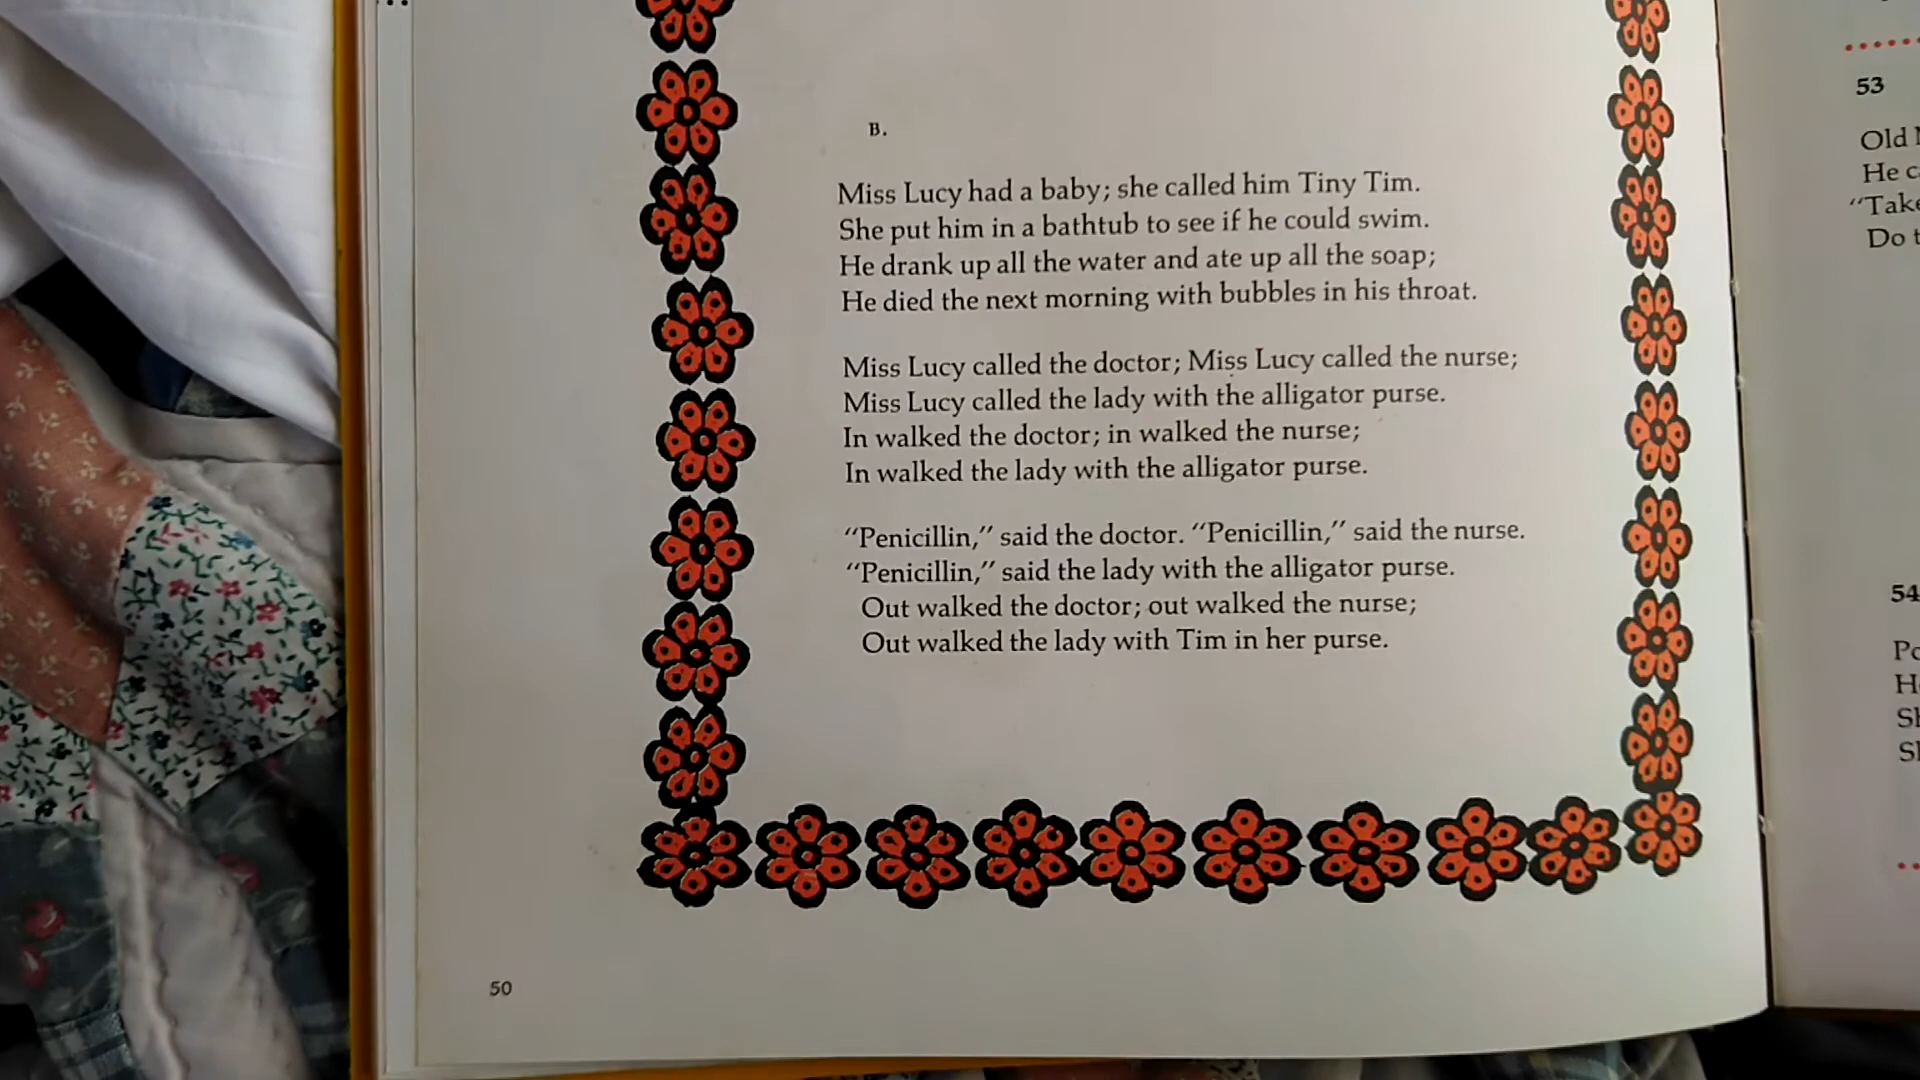 B.
Miss Lucy had a baby; she called him Tiny Tim.
She put him in a bathtub to see if he could swim.
He drank up all the water and ate up all the soap;
He died the next morning with bubbles in his throat.
Miss Lucy called the doctor; Miss Lucy called the nurse;
Miss Lucy called the lady with the alligator purse.
In walked the doctor; in walked the nurse;
In walked the lady with the alligator purse.
“Penicillin,” said the doctor. “Penicillin,” said the nurse.
“Penicillin,” said the lady with the alligator purse.
Out walked the doctor; out walked the nurse;
Out walked the lady with Tim in her purse.
50
53
Old
He
“Take
Do
54